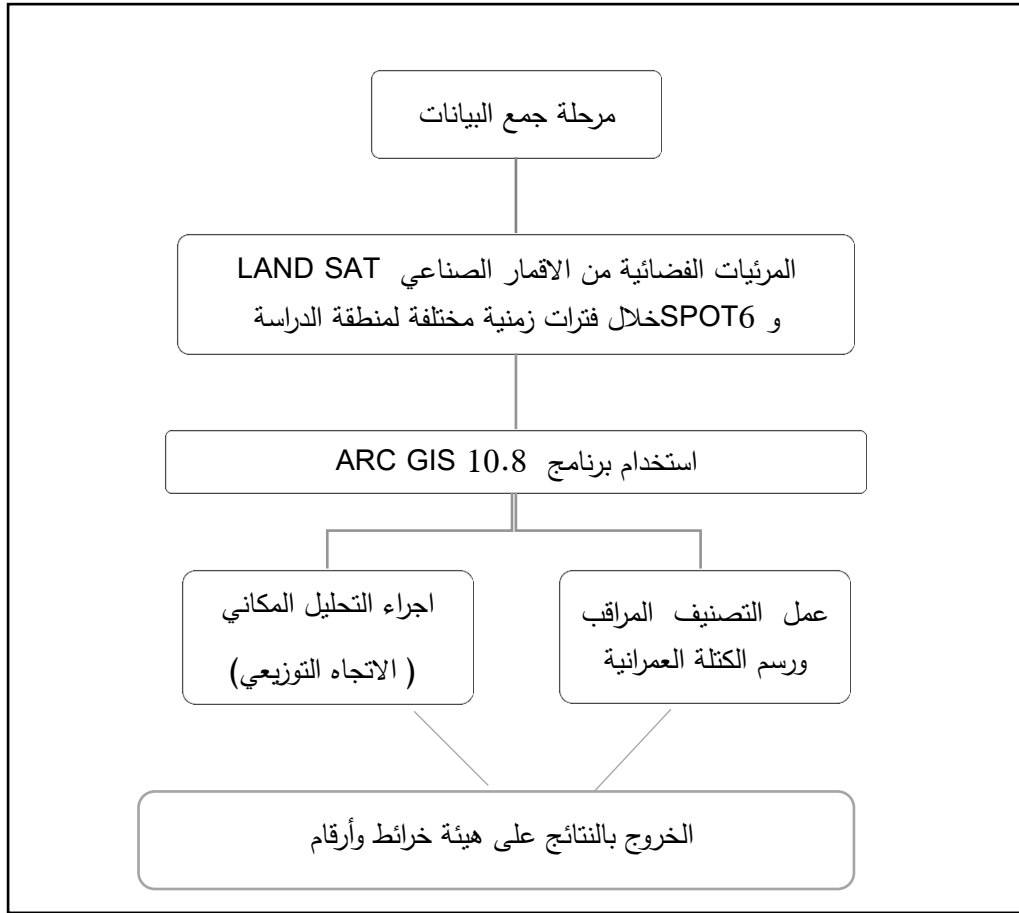 مرحلة جمع البيانات
المرئيات الفضائية من الاقمار الصناعي LAND SAT
و SPOT6خلال فترات زمنية مختلفة لمنطقة الدراسة
استخدام برنامج ARC GIS 10.8
عمل التصنيف المراقب
ورسم الكتلة العمرانية
اجراء التحليل المكاني
( الاتجاه التوزيعي)
الخروج بالنتائج على هيئة خرائط وأرقام